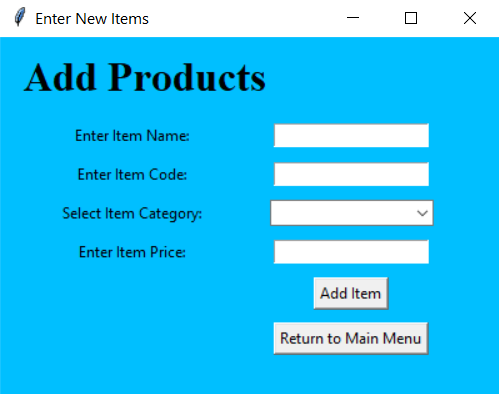 Enter New Items
Add Products
Enter Item Name:
Enter Item Code:
Select Item Category:
Enter Item Price:
Add Item
Return to Main Menu